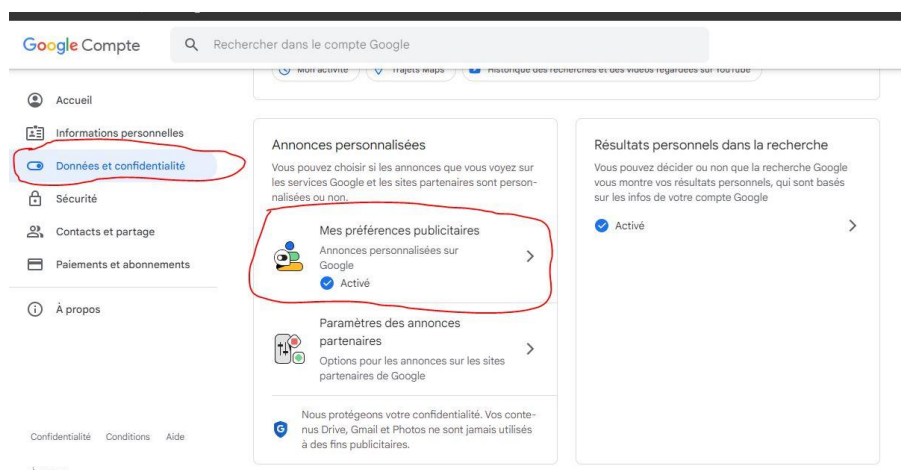 Google Compte
Rechercher dans le compte Google
Mon activité
Trajets Maps
Historique des recherches et des vidéos regardées sur YouTube
Accueil
Informations personnelles
Données et confidentialité
Sécurité
Contacts et partage
Paiements et abonnements
À propos
Confidentialité Conditions Aide
Annonces personnalisées
Vous pouvez choisir si les annonces que vous voyez sur
les services Google et les sites partenaires sont person-
nalisées ou non.
Mes préférences publicitaires
Annonces personnalisées sur
Google
Activé
Paramètres des annonces
partenaires
Options pour les annonces sur les sites
partenaires de Google
G
Nous protégeons votre confidentialité. Vos conte-
nus Drive, Gmail et Photos ne sont jamais utilisés
à des fins publicitaires.
Résultats personnels dans la recherche
Vous pouvez décider ou non que la recherche Google
vous montre vos résultats personnels, qui sont basés
sur les infos de votre compte Google
Activé